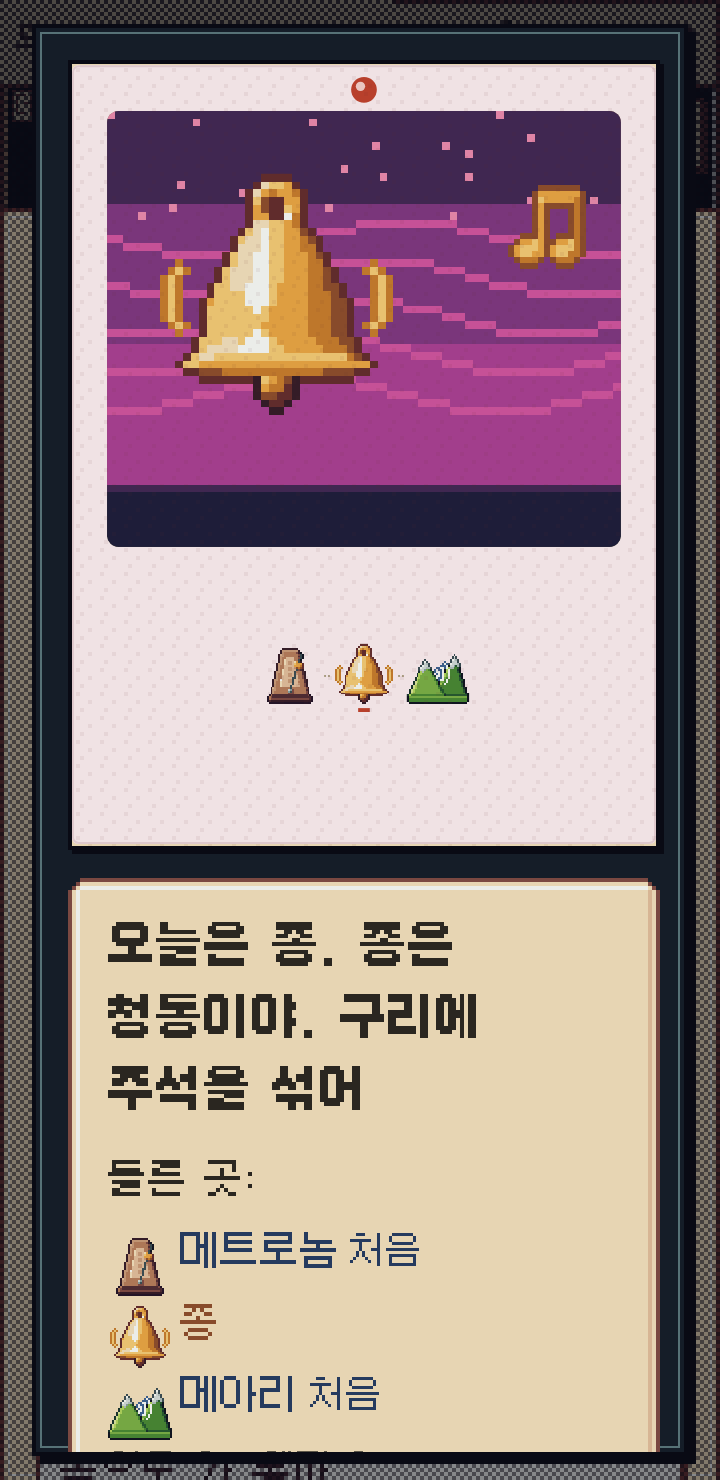 오늘은 종. 종은
청동이야. 구리에
주석을 섞어
들른 곳:
메트로놈 처음
종
메아리 처음